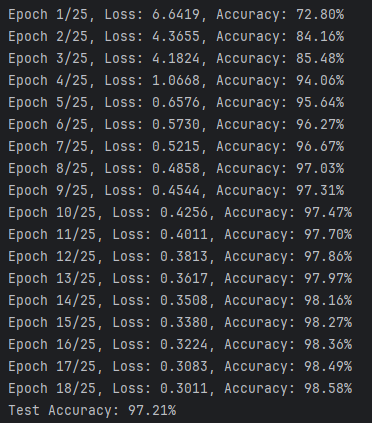 Epoch 1/25, Loss: 6.6419, Accuracy: 72.80%
Epoch 2/25, Loss: 4.3655, Accuracy: 84.16%
Epoch 3/25, Loss: 4.1824, Accuracy: 85.48%
Epoch 4/25, Loss: 1.0668, Accuracy: 94.06%
Epoch 5/25, Loss: 0.6576, Accuracy: 95.64%
Epoch 6/25, Loss: 0.5730, Accuracy: 96.27%
Epoch 7/25, Loss: 0.5215, Accuracy: 96.67%
Epoch 8/25, Loss: 0.4858, Accuracy: 97.03%
Epoch 9/25, Loss: 0.4544, Accuracy: 97.31%
Epoch 10/25, Loss: 0.4256, Accuracy: 97.47%
Epoch 11/25, Loss: 0.4011, Accuracy: 97.70%
Epoch 12/25, Loss: 0.3813, Accuracy: 97.86%
Epoch 13/25, Loss: 0.3617, Accuracy: 97.97%
Epoch 14/25, Loss: 0.3508, Accuracy: 98.16%
Epoch 15/25, Loss: 0.3380, Accuracy: 98.27%
Epoch 16/25, Loss: 0.3224, Accuracy: 98.36%
Epoch 17/25, Loss: 0.3083, Accuracy: 98.49%
Epoch 18/25, Loss: 0.3011, Accuracy: 98.58%
Test Accuracy: 97.21%